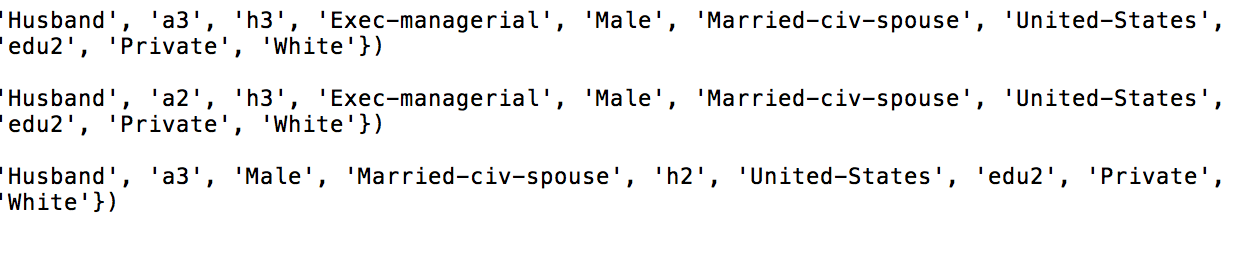 'Husband', 'a3', 'h3', 'Exec-managerial', 'Male', 'Married-civ-spouse', 'United-States',
'edu2', 'Private', 'White'})
'Husband', 'a2', 'h3', 'Exec-managerial', 'Male', 'Married-civ-spouse', 'United-States',
'edu2', 'Private', 'White'})
'Husband', 'a3', 'Male', 'Married-civ-spouse', 'h2', 'United-States', 'edu2', 'Private',
'White'})